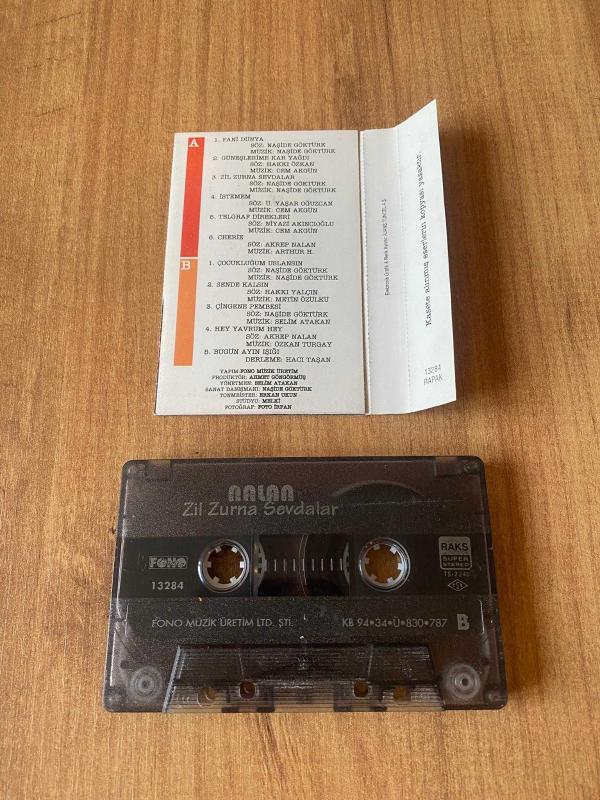 A
1. FANİ DÜNYA
SÖZ: NAŞİDE GÖKTÜRK
MÜZİK: NAŞİDE GÖKTÜRK
2. GÜNEŞLERİME KAR YAĞDI
SÖZ: HAKKI ÖZKAN
MÜZİK: CEM AKGÜN
3. ZİL ZURNA SEVDALAR
SÖZ: NAŞİDE GÖKTÜRK
MÜZİK: NAŞİDE GÖKTÜRK
4. İSTEMEM
SÖZ: Ü. YAŞAR OĞUZCAN
MÜZİK: CEM AKGÜN
5. TELGRAF DİREKLERİ
SÖZ: NİYAZİ AKINCIOĞLU
MÜZİK: CEM AKGÜN
6. CHERIE
SÖZ: AKREP NALAN
MÜZİK: ARTHUR H.
B
1. ÇOCUKLUĞUM USLANSIN
SÖZ: NAŞİDE GÖKTÜRK
MÜZİK: NAŞİDE GÖKTÜRK
2. SENDE KALSIN
SÖZ: HAKKI YALÇIN
MÜZİK: METİN ÖZÜLKÜ
3. ÇİNGENE PEMBESİ
SÖZ: NAŞİDE GÖKTÜRK
MÜZİK: SELİM ATAKAN
4. HEY YAVRUM HEY
SÖZ: AKREP NALAN
MÜZİK: ÖZKAN TURGAY
5. BUGÜN AYIN IŞIĞI
DERLEME: HACI TAŞAN
YAPIM: FONO MÜZİK ÜRETİM
PRODÜKTÖR: AHMET GÖNGÖRMÜŞ
YÖNETMEN: SELİM ATAKAN
SANAT DANIŞMANI: NAŞİDE GÖKTÜRK
TONMEISTER: ERKAN UKUN
STÜDYO: MELKİ
FOTOĞRAF: FOTO İRFAN
Kasete alınmış eserlerin kopyası yasaktır.
13284
RAPAK
NALAN
Zil Zurna Sevdalar
FONO
13284
RAKS
SUPER
STEREO
FONO MÜZİK ÜRETİM LTD. ŞTİ.
KB 94•34•Ü•830•787
B